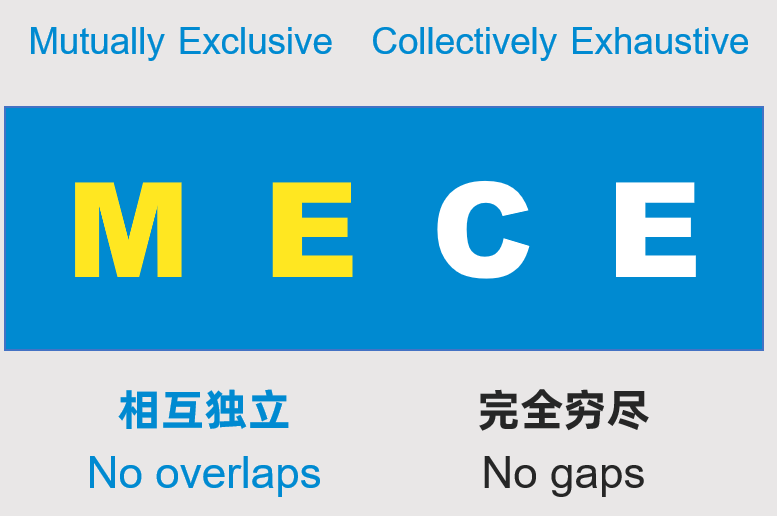 Mutually Exclusive Collectively Exhaustive
M E C E
相互独立 完全穷尽
No overlaps No gaps